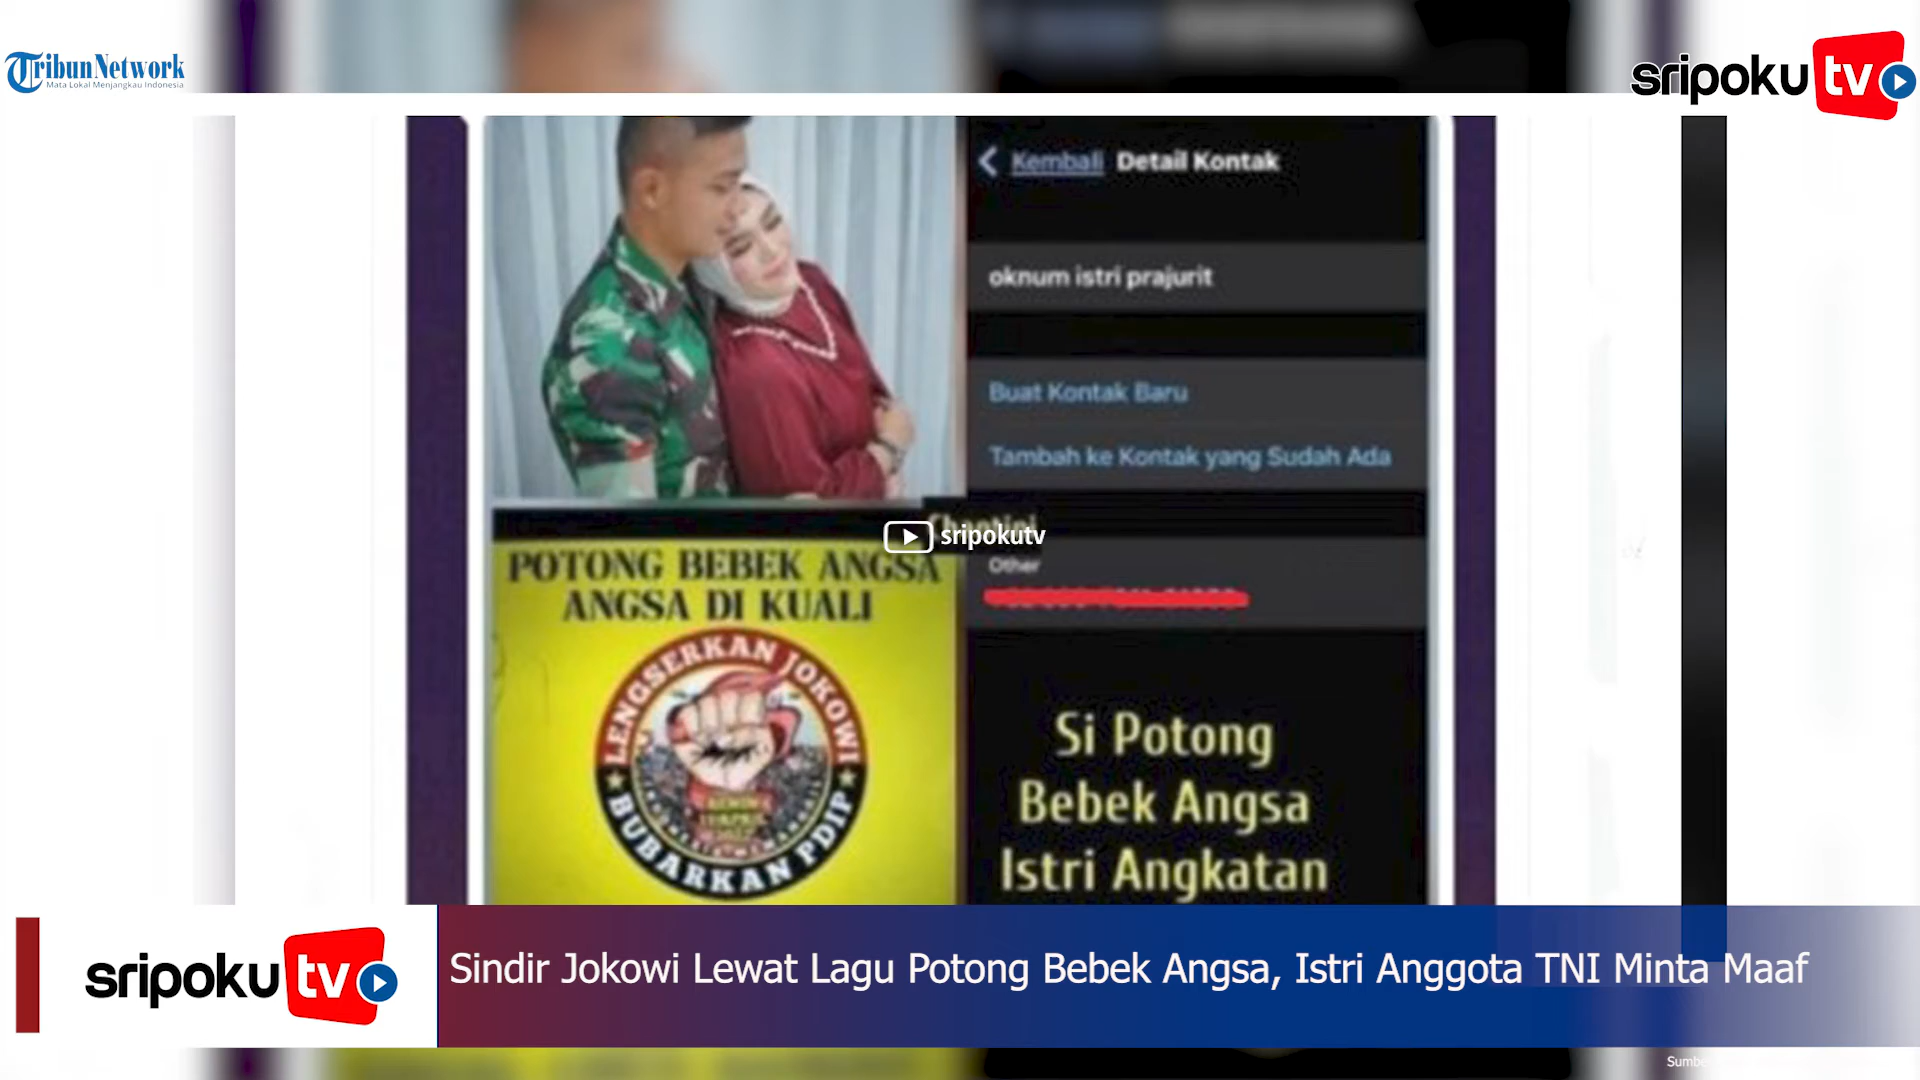 TribunNetwork
Mata Lokal Menjangkau Indonesia
sripoku tv
Kembali Detail Kontak
oknum istri prajurit
Buat Kontak Baru
Tambah ke Kontak yang Sudah Ada
sripokutv
Other
POTONG BEBEK ANGSA
ANGSA DI KUALI
LENGSERKAN JOKOWI
BUBARKAN PDIP
Si Potong
Bebek Angsa
Istri Angkatan
sripoku tv
Sindir Jokowi Lewat Lagu Potong Bebek Angsa, Istri Anggota TNI Minta Maaf